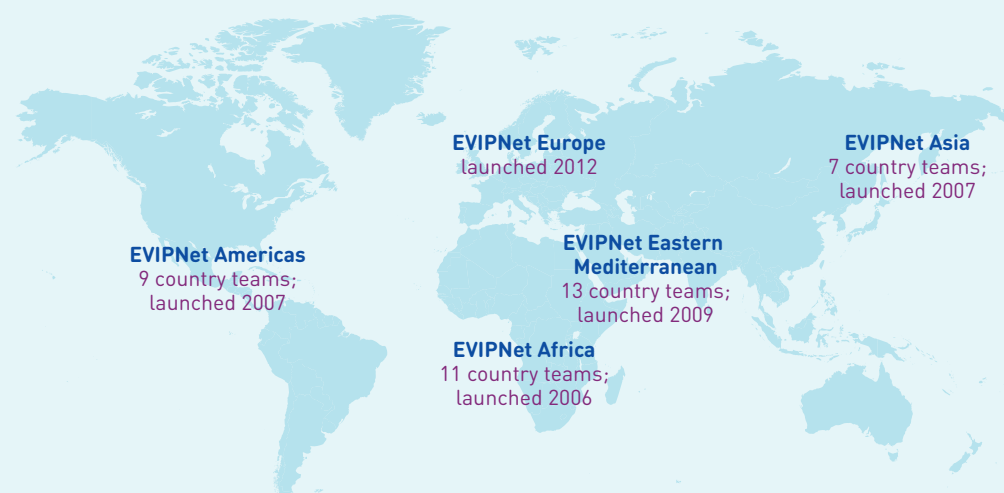 EVIPNet Europe
launched 2012
EVIPNet Asia
7 country teams;
launched 2007
EVIPNet Americas
9 country teams;
launched 2007
EVIPNet Eastern
Mediterranean
13 country teams;
launched 2009
EVIPNet Africa
11 country teams;
launched 2006